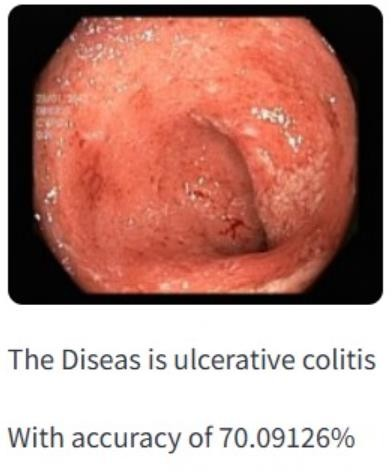 The Diseas is ulcerative colitis
With accuracy of 70.09126%